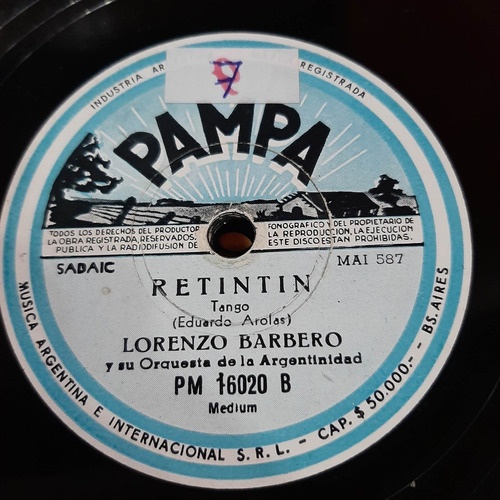 INDUSTRIA AR
REGISTRADA
7
PAMPA
TODOS LOS DERECHOS DEL PRODUCTOR
LA OBRA REGISTRADA, RESERVADOS,
PUBLICA Y LA RADIODIFUSION DE
FONOGRAFICO Y DEL PROPIETARIO DE
LA REPRODUCCION, LA EJECUCION
ESTE DISCO ESTAN PROHIBIDAS.
SADAIC
MAI 587
RETINTIN
Tango
(Eduardo Arolas)
LORENZO BARBERO
y su Orquesta de la Argentinidad
PM 16020 B
Medium
MUSICA ARGENTINA E INTERNACIONAL S. R. L. - CAP. $ 50.000.- - BS. AIRES